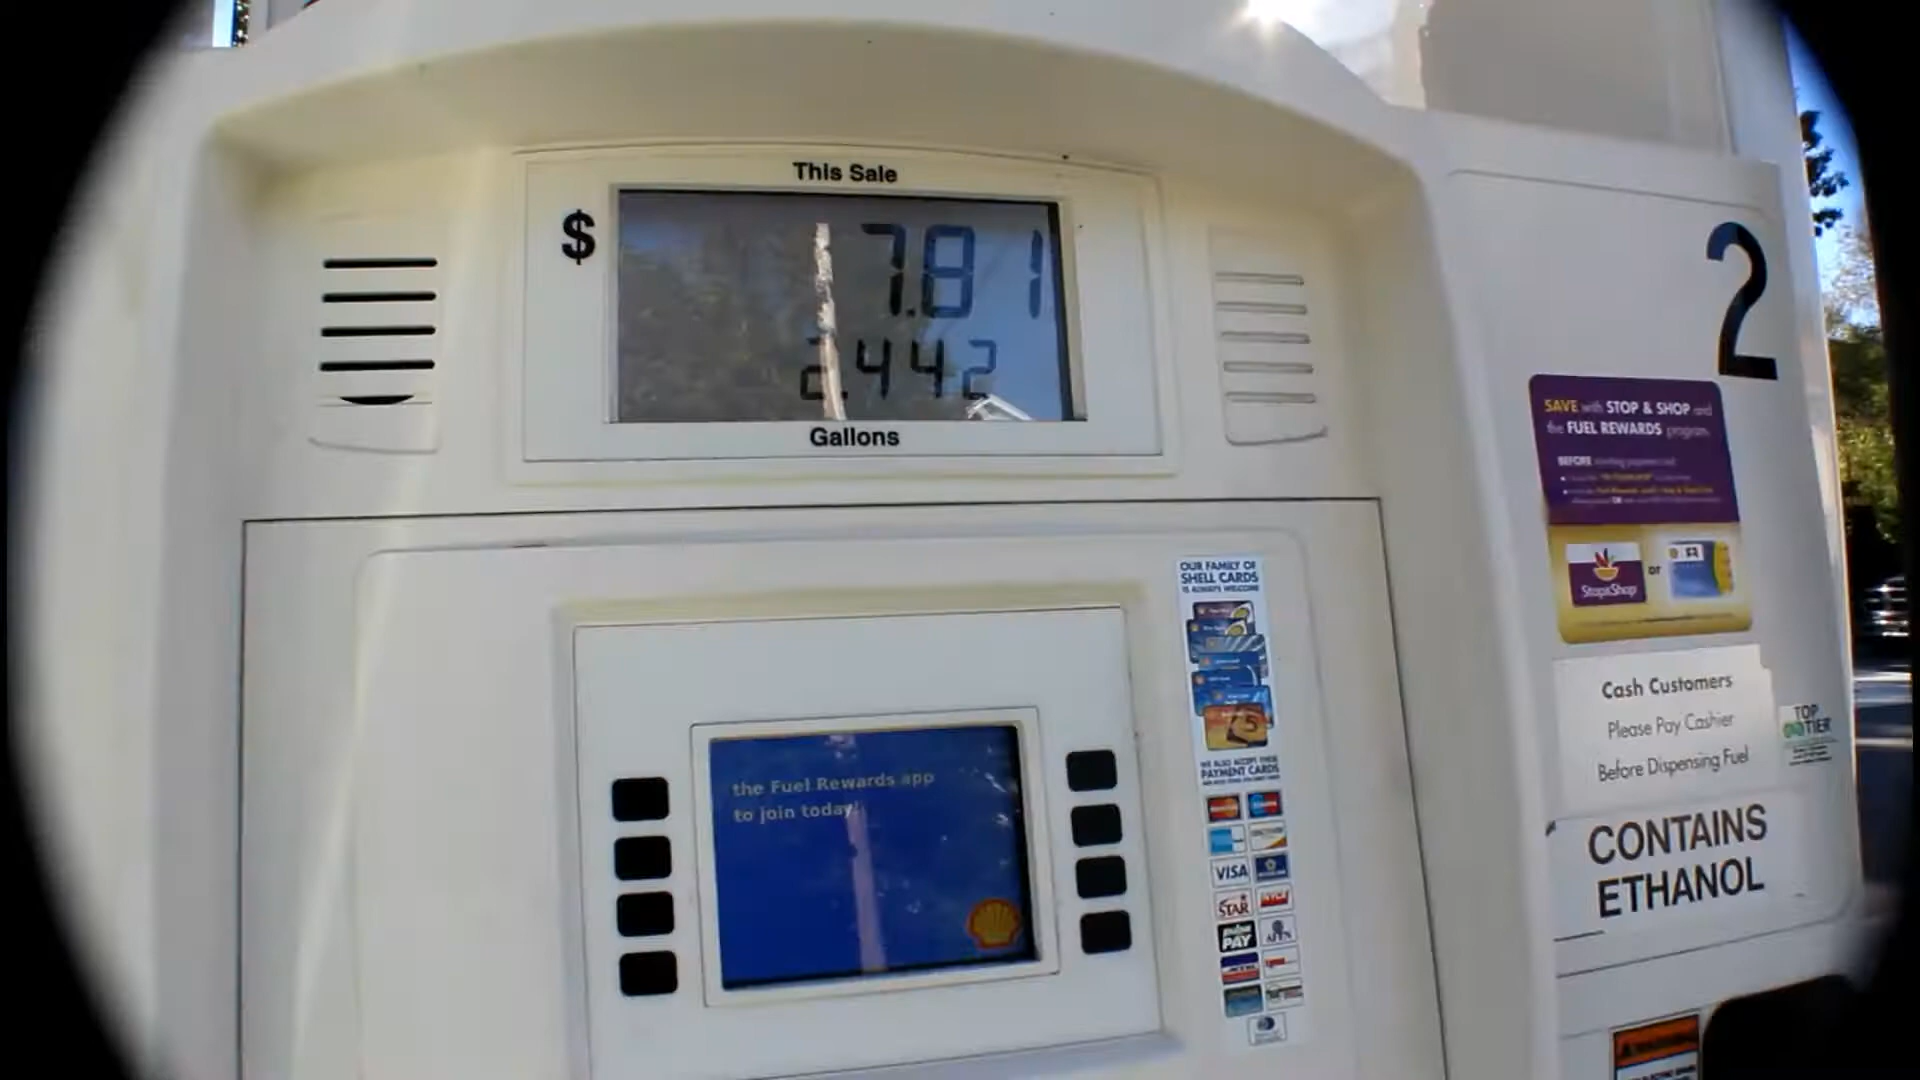 This Sale
$ 7.81
2.442
Gallons
2
SAVE with STOP & SHOP and
the FUEL REWARDS program
BEFORE
Stop&Shop
or
OUR FAMILY OF
SHELL CARDS
IS ALWAYS WELCOME
WE ALSO ACCEPT THESE
PAYMENT CARDS
VISA
STAR
PAY
the Fuel Rewards app
to join today!
Cash Customers
Please Pay Cashier
Before Dispensing Fuel
TOP
TIER
CONTAINS
ETHANOL